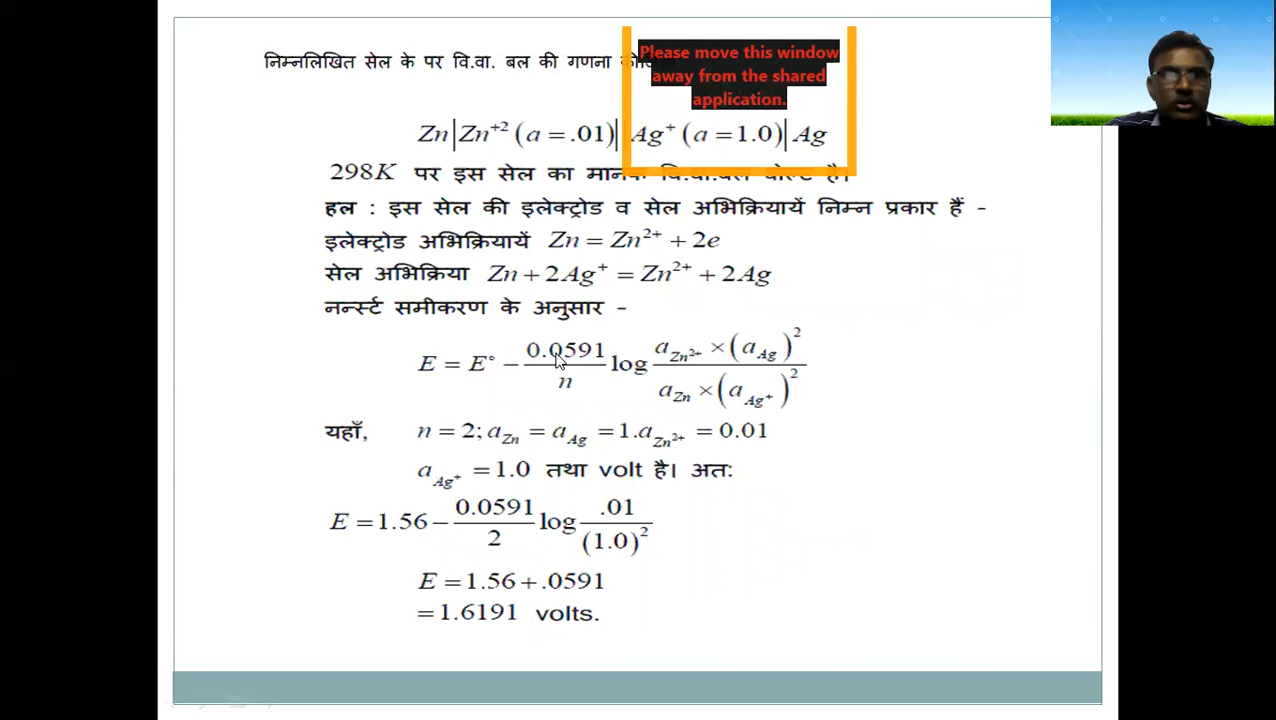 निम्नलिखित सेल के पर वि.वा. बल की गणना
Please move this window
away from the shared
application.
Zn|Zn⁺²(a = .01)| Ag⁺(a = 1.0)|Ag
298K पर इस सेल का मानक वि.वा.बल वोल्ट है।
हल : इस सेल की इलेक्ट्रोड व सेल अभिक्रियायें निम्न प्रकार हैं -
इलेक्ट्रोड अभिक्रियायें Zn = Zn²⁺ + 2e
सेल अभिक्रिया Zn + 2Ag⁺ = Zn²⁺ + 2Ag
नर्न्स्ट समीकरण के अनुसार -
E = E° − 0.0591/n log a_Zn²⁺ × (a_Ag)² / a_Zn × (a_Ag⁺)²
यहाँ, n = 2; a_Zn = a_Ag = 1. a_Zn²⁺ = 0.01
a_Ag⁺ = 1.0 तथा volt है। अतः
E = 1.56 − 0.0591/2 log .01/(1.0)²
E = 1.56 + .0591
= 1.6191 volts.